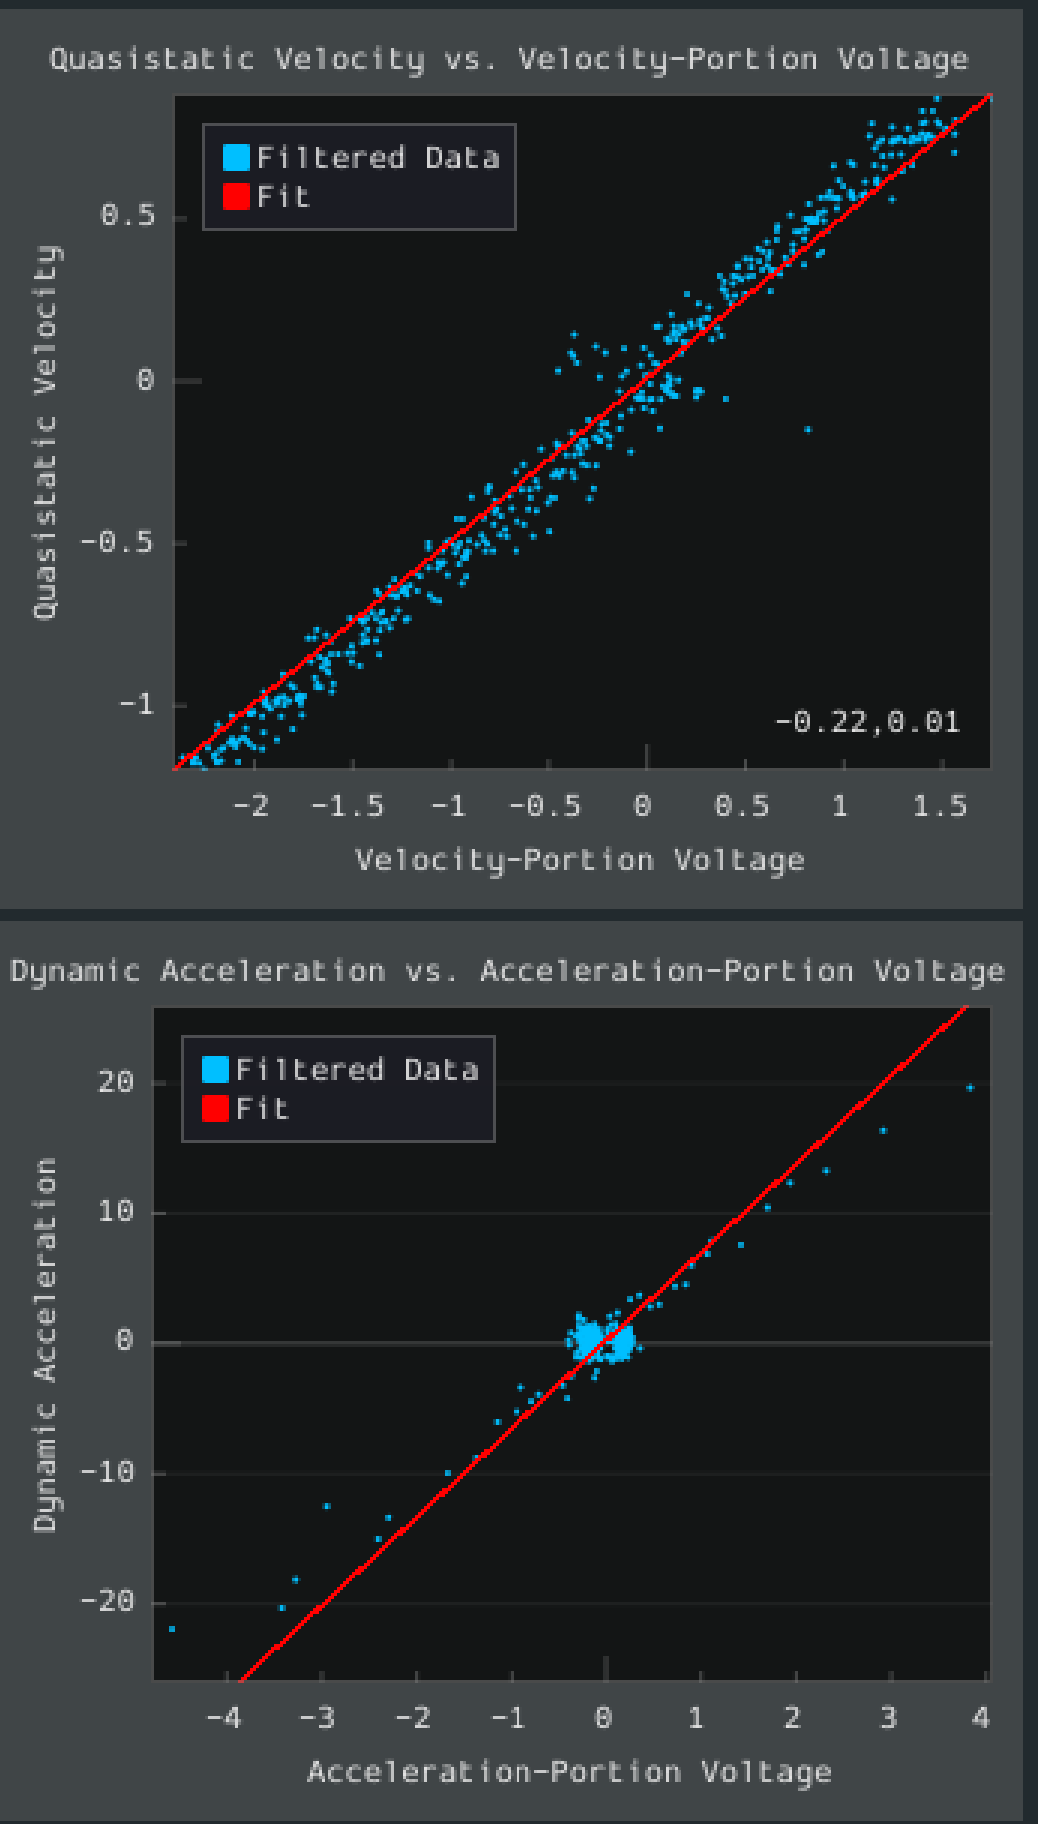 Quasistatic Velocity vs. Velocity-Portion Voltage
Filtered Data
Fit
0.5
0
-0.5
-1
Quasistatic Velocity
-0.22,0.01
-2 -1.5 -1 -0.5 0 0.5 1 1.5
Velocity-Portion Voltage
Dynamic Acceleration vs. Acceleration-Portion Voltage
Filtered Data
Fit
20
10
0
-10
-20
Dynamic Acceleration
-4 -3 -2 -1 0 1 2 3 4
Acceleration-Portion Voltage